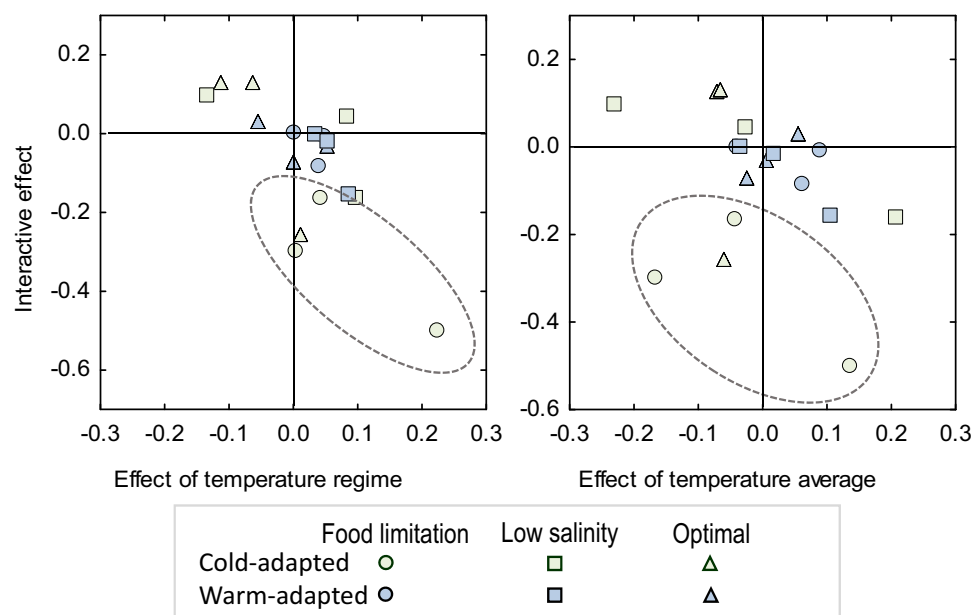 0.2
0.0
-0.2
-0.4
-0.6
Interactive effect
-0.3 -0.2 -0.1 0.0 0.1 0.2 0.3
Effect of temperature regime
0.2
0.0
-0.2
-0.4
-0.6
-0.3 -0.2 -0.1 0.0 0.1 0.2 0.3
Effect of temperature average
Food limitation Low salinity Optimal
Cold-adapted
Warm-adapted